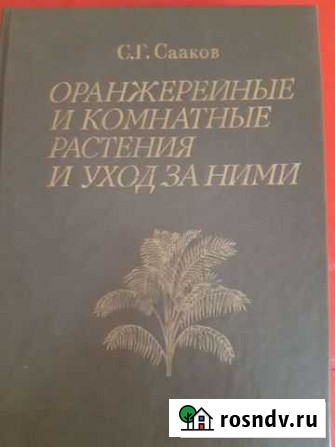 С.Г. Сааков
ОРАНЖЕРЕЙНЫЕ
И КОМНАТНЫЕ
РАСТЕНИЯ
И УХОД ЗА НИМИ
rosndv.ru